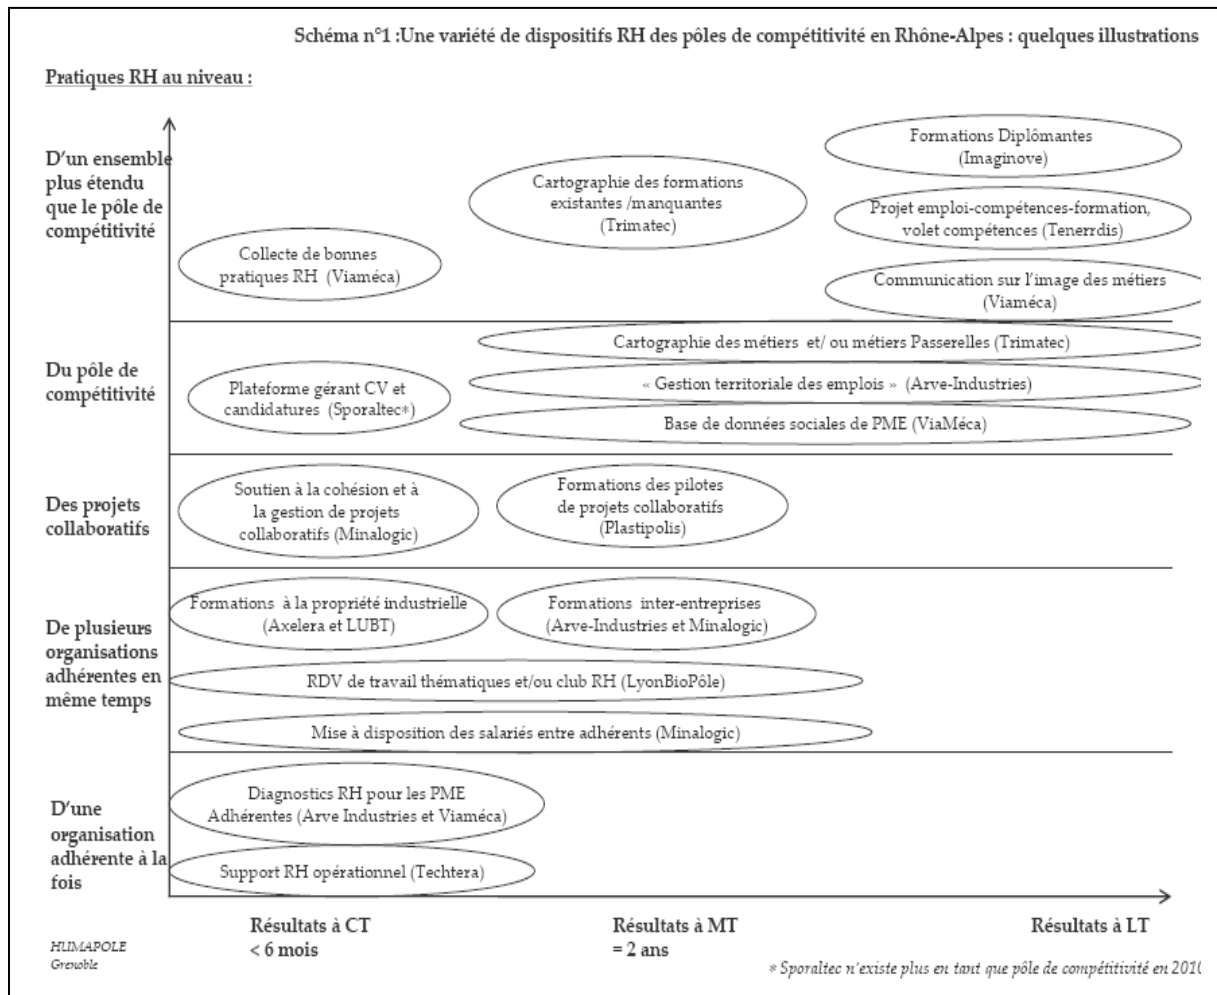 Schéma n°1 :Une variété de dispositifs RH des pôles de compétitivité en Rhône-Alpes : quelques illustrations
Pratiques RH au niveau :
D'un ensemble
plus étendu
que le pôle de
compétitivité
Formations Diplômantes
(Imaginove)
Cartographie des formations
existantes /manquantes
(Trimatec)
Projet emploi-compétences-formation,
volet compétences (Tenerrdis)
Collecte de bonnes
pratiques RH (Viaméca)
Communication sur l'image des métiers
(Viaméca)
Du pôle de
compétitivité
Cartographie des métiers et/ ou métiers Passerelles (Trimatec)
Plateforme gérant CV et
candidatures (Sporaltec*)
« Gestion territoriale des emplois » (Arve-Industries)
Base de données sociales de PME (ViaMéca)
Des projets
collaboratifs
Soutien à la cohésion et à
la gestion de projets
collaboratifs (Minalogic)
Formations des pilotes
de projets collaboratifs
(Plastipolis)
De plusieurs
organisations
adhérentes en
même temps
Formations à la propriété industrielle
(Axelera et LUBT)
Formations inter-entreprises
(Arve-Industries et Minalogic)
RDV de travail thématiques et/ou club RH (LyonBioPôle)
Mise à disposition des salariés entre adhérents (Minalogic)
D'une
organisation
adhérente à la
fois
Diagnostics RH pour les PME
Adhérentes (Arve Industries et Viaméca)
Support RH opérationnel (Techtera)
Résultats à CT
< 6 mois
Résultats à MT
= 2 ans
Résultats à LT
HUMAPOLE
Grenoble
* Sporaltec n'existe plus en tant que pôle de compétitivité en 2010